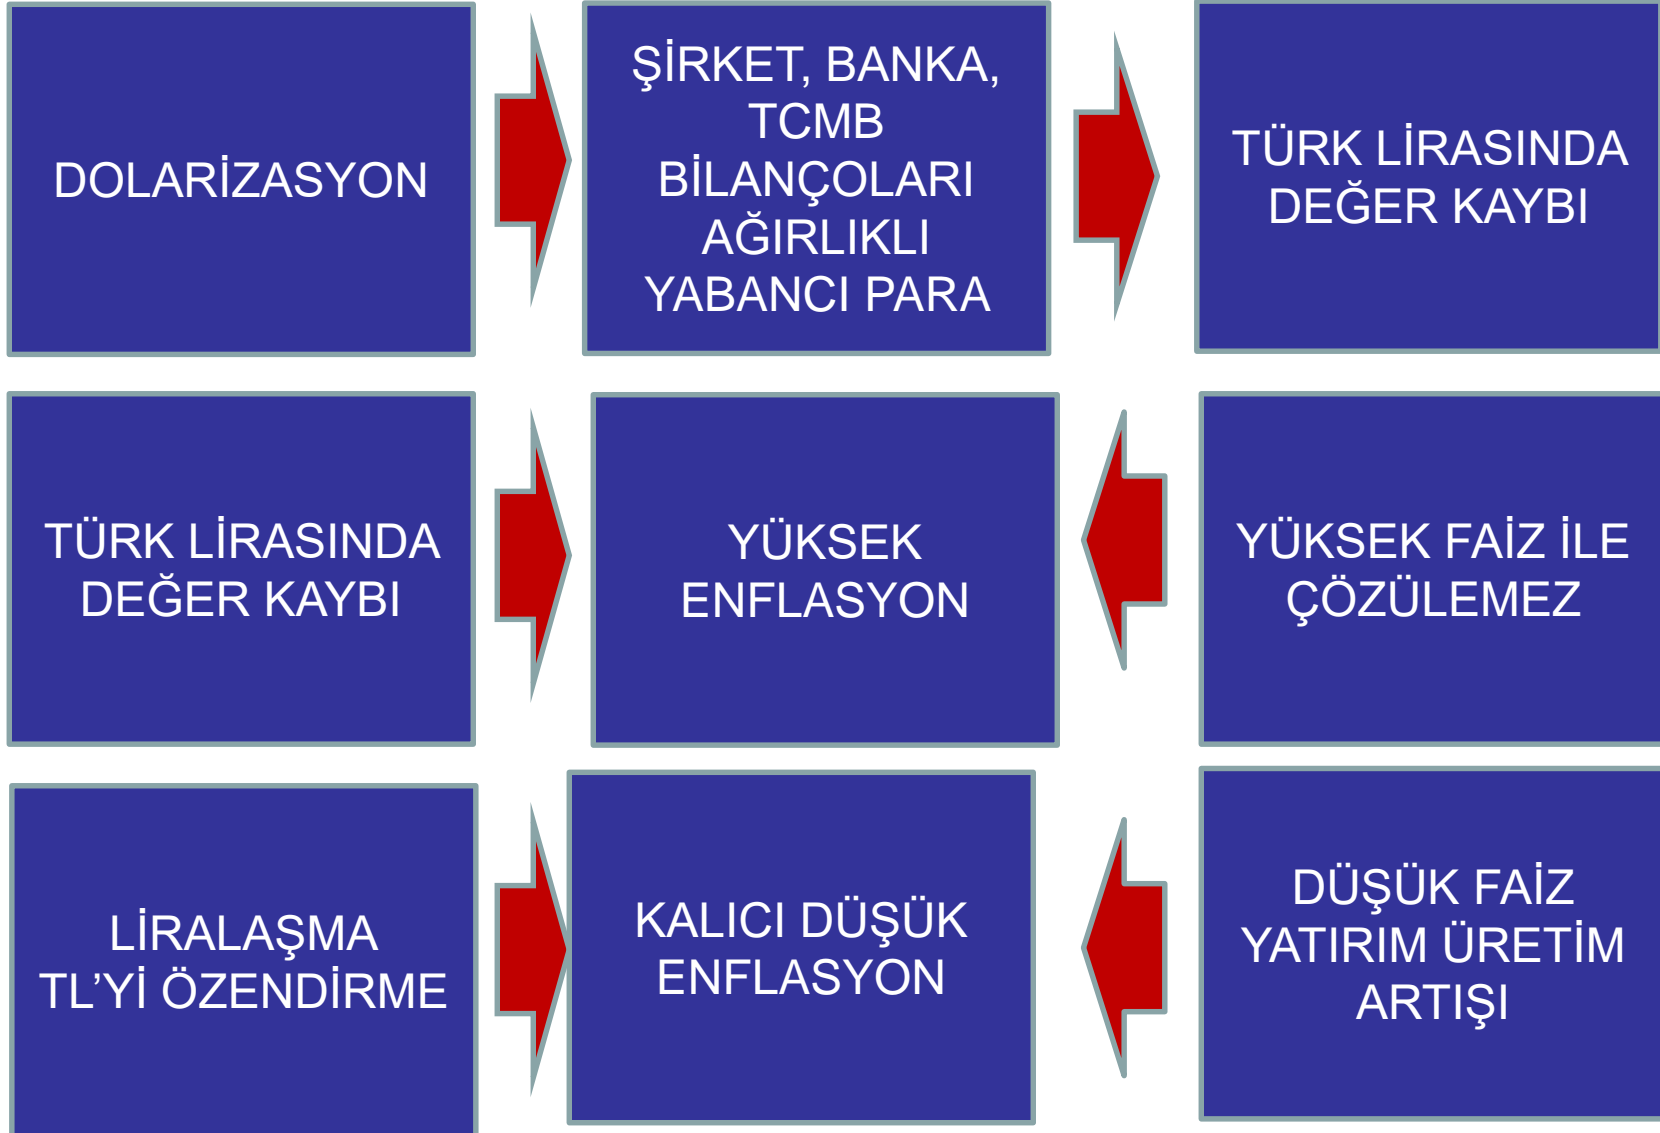 DOLARİZASYON
ŞİRKET, BANKA,
TCMB
BİLANÇOLARI
AĞIRLIKLI
YABANCI PARA
TÜRK LİRASINDA
DEĞER KAYBI
TÜRK LİRASINDA
DEĞER KAYBI
YÜKSEK
ENFLASYON
YÜKSEK FAİZ İLE
ÇÖZÜLEMEZ
LİRALAŞMA
TL’Yİ ÖZENDİRME
KALICI DÜŞÜK
ENFLASYON
DÜŞÜK FAİZ
YATIRIM ÜRETİM
ARTIŞI